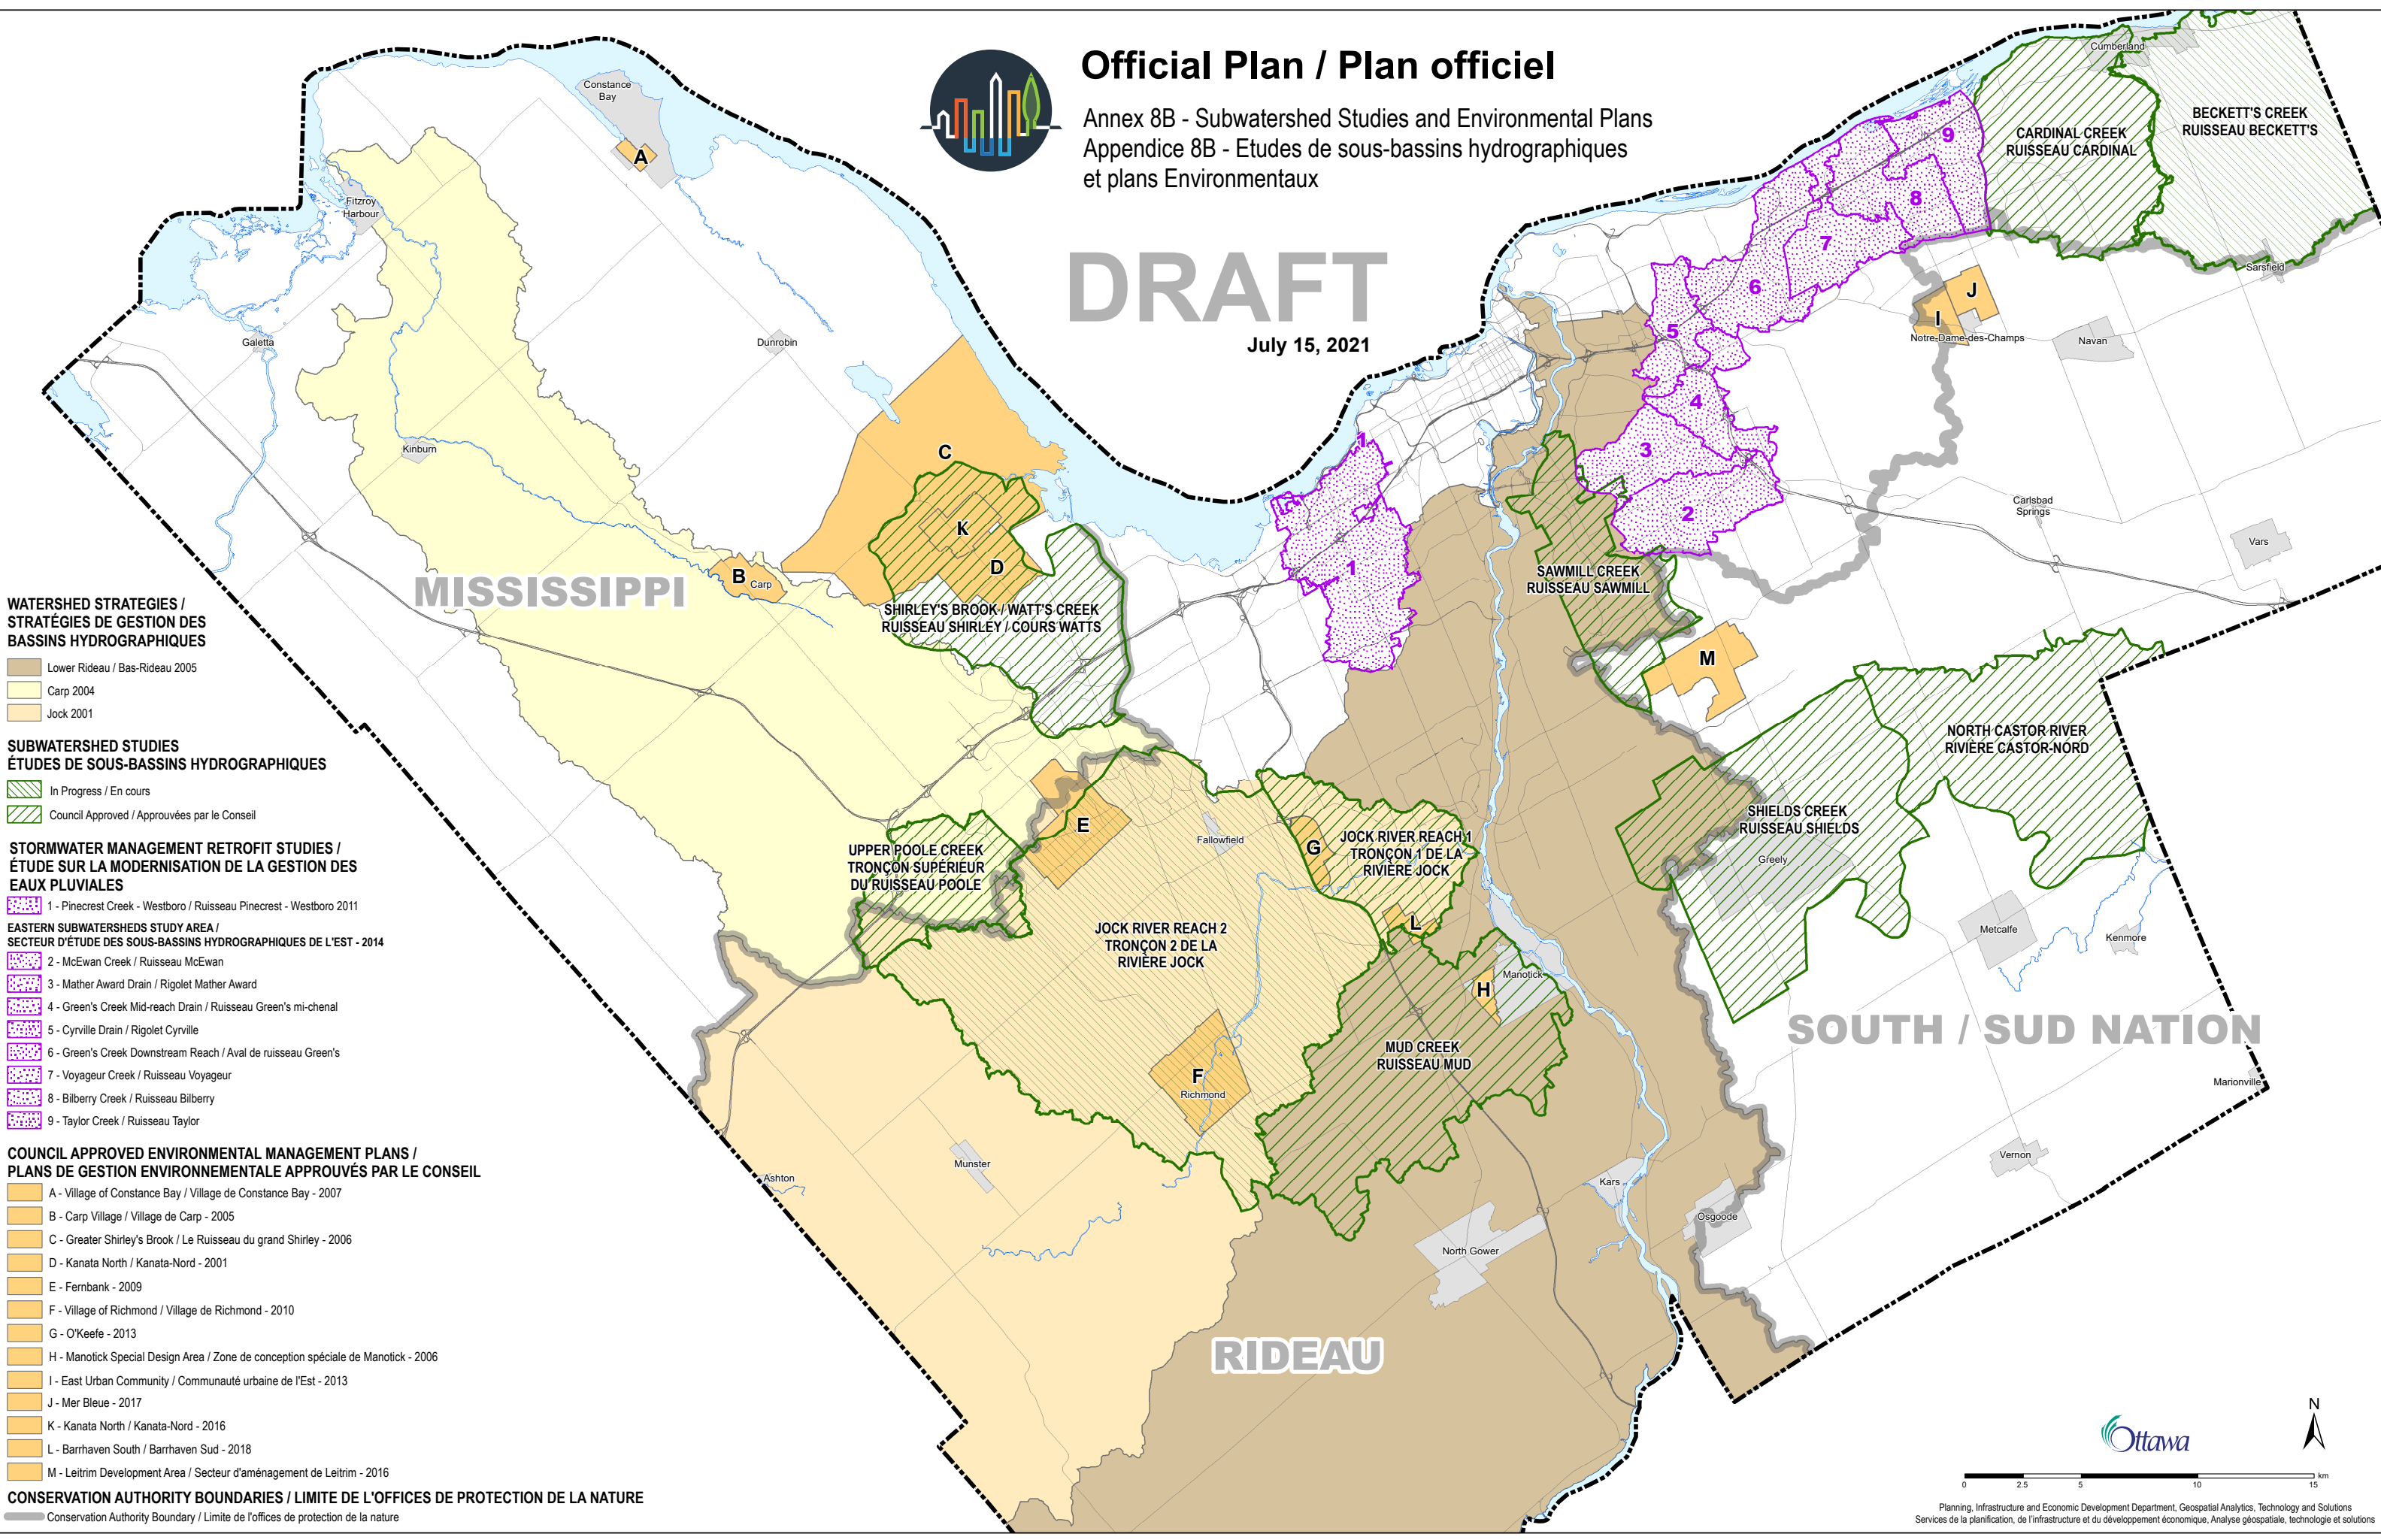 Official Plan / Plan officiel
Annex 8B - Subwatershed Studies and Environmental Plans
Appendice 8B - Etudes de sous-bassins hydrographiques
et plans Environmentaux
DRAFT
July 15, 2021
Constance
Bay
A
Fitzroy
Harbour
Galetta
Dunrobin
Kinburn
C
K
D
B
Carp
MISSISSIPPI
SHIRLEY'S BROOK / WATT'S CREEK
RUISSEAU SHIRLEY / COURS WATTS
Cumberland
BECKETT'S CREEK
RUISSEAU BECKETT'S
CARDINAL CREEK
RUISSEAU CARDINAL
9
8
7
6
5
4
3
2
1
1
Sarsfield
J
I
Notre-Dame-des-Champs
Navan
Carlsbad
Springs
Vars
SAWMILL CREEK
RUISSEAU SAWMILL
M
NORTH CASTOR RIVER
RIVIÈRE CASTOR-NORD
SHIELDS CREEK
RUISSEAU SHIELDS
Greely
Metcalfe
Kenmore
SOUTH / SUD NATION
Marionville
Vernon
Osgoode
Kars
North Gower
RIDEAU
E
Fallowfield
UPPER POOLE CREEK
TRONÇON SUPÉRIEUR
DU RUISSEAU POOLE
G
JOCK RIVER REACH 1
TRONÇON 1 DE LA
RIVIÈRE JOCK
L
JOCK RIVER REACH 2
TRONÇON 2 DE LA
RIVIÈRE JOCK
Manotick
H
MUD CREEK
RUISSEAU MUD
F
Richmond
Munster
Ashton
WATERSHED STRATEGIES /
STRATÉGIES DE GESTION DES
BASSINS HYDROGRAPHIQUES
Lower Rideau / Bas-Rideau 2005
Carp 2004
Jock 2001
SUBWATERSHED STUDIES
ÉTUDES DE SOUS-BASSINS HYDROGRAPHIQUES
In Progress / En cours
Council Approved / Approuvées par le Conseil
STORMWATER MANAGEMENT RETROFIT STUDIES /
ÉTUDE SUR LA MODERNISATION DE LA GESTION DES
EAUX PLUVIALES
1 - Pinecrest Creek - Westboro / Ruisseau Pinecrest - Westboro 2011
EASTERN SUBWATERSHEDS STUDY AREA /
SECTEUR D'ÉTUDE DES SOUS-BASSINS HYDROGRAPHIQUES DE L'EST - 2014
2 - McEwan Creek / Ruisseau McEwan
3 - Mather Award Drain / Rigolet Mather Award
4 - Green's Creek Mid-reach Drain / Ruisseau Green's mi-chenal
5 - Cyrville Drain / Rigolet Cyrville
6 - Green's Creek Downstream Reach / Aval de ruisseau Green's
7 - Voyageur Creek / Ruisseau Voyageur
8 - Bilberry Creek / Ruisseau Bilberry
9 - Taylor Creek / Ruisseau Taylor
COUNCIL APPROVED ENVIRONMENTAL MANAGEMENT PLANS /
PLANS DE GESTION ENVIRONNEMENTALE APPROUVÉS PAR LE CONSEIL
A - Village of Constance Bay / Village de Constance Bay - 2007
B - Carp Village / Village de Carp - 2005
C - Greater Shirley's Brook / Le Ruisseau du grand Shirley - 2006
D - Kanata North / Kanata-Nord - 2001
E - Fernbank - 2009
F - Village of Richmond / Village de Richmond - 2010
G - O'Keefe - 2013
H - Manotick Special Design Area / Zone de conception spéciale de Manotick - 2006
I - East Urban Community / Communauté urbaine de l'Est - 2013
J - Mer Bleue - 2017
K - Kanata North / Kanata-Nord - 2016
L - Barrhaven South / Barrhaven Sud - 2018
M - Leitrim Development Area / Secteur d'aménagement de Leitrim - 2016
CONSERVATION AUTHORITY BOUNDARIES / LIMITE DE L'OFFICES DE PROTECTION DE LA NATURE
Conservation Authority Boundary / Limite de l'offices de protection de la nature
Ottawa
N
km
0 2.5 5 10 15
Planning, Infrastructure and Economic Development Department, Geospatial Analytics, Technology and Solutions
Services de la planification, de l'infrastructure et du développement économique, Analyse géospatiale, technologie et solutions